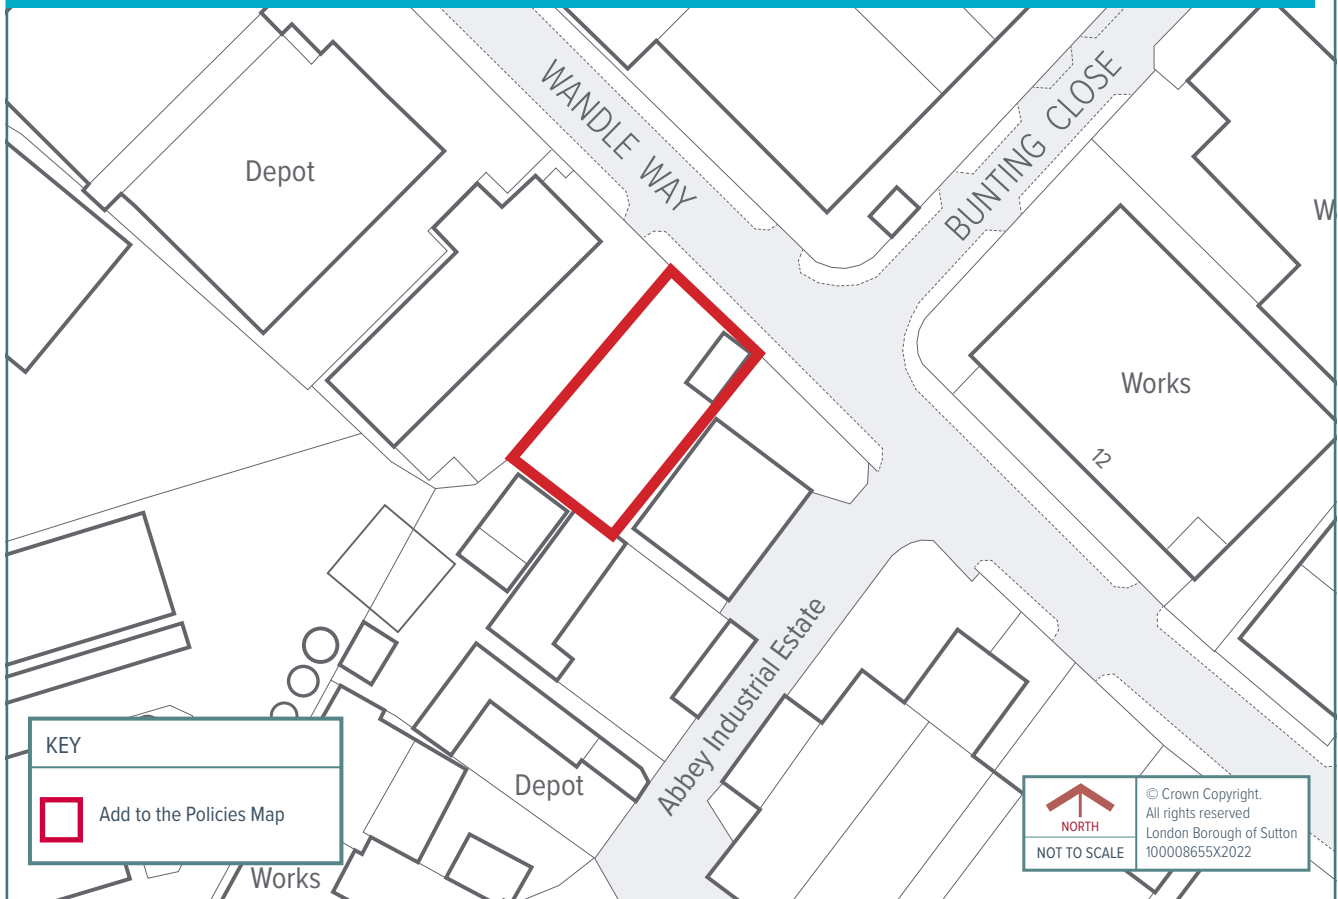 WANDLE WAY
BUNTING CLOSE
Depot
W
Works
12
Abbey Industrial Estate
Depot
Works
KEY
Add to the Policies Map
NORTH
NOT TO SCALE
© Crown Copyright.
All rights reserved
London Borough of Sutton
100008655X2022